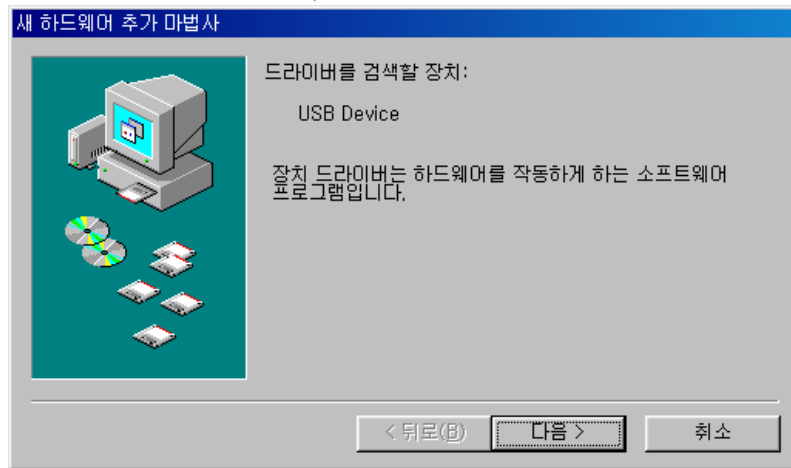 새 하드웨어 추가 마법사
드라이버를 검색할 장치:
USB Device
장치 드라이버는 하드웨어를 작동하게 하는 소프트웨어
프로그램입니다.
< 뒤로(B)
다음 >
취소